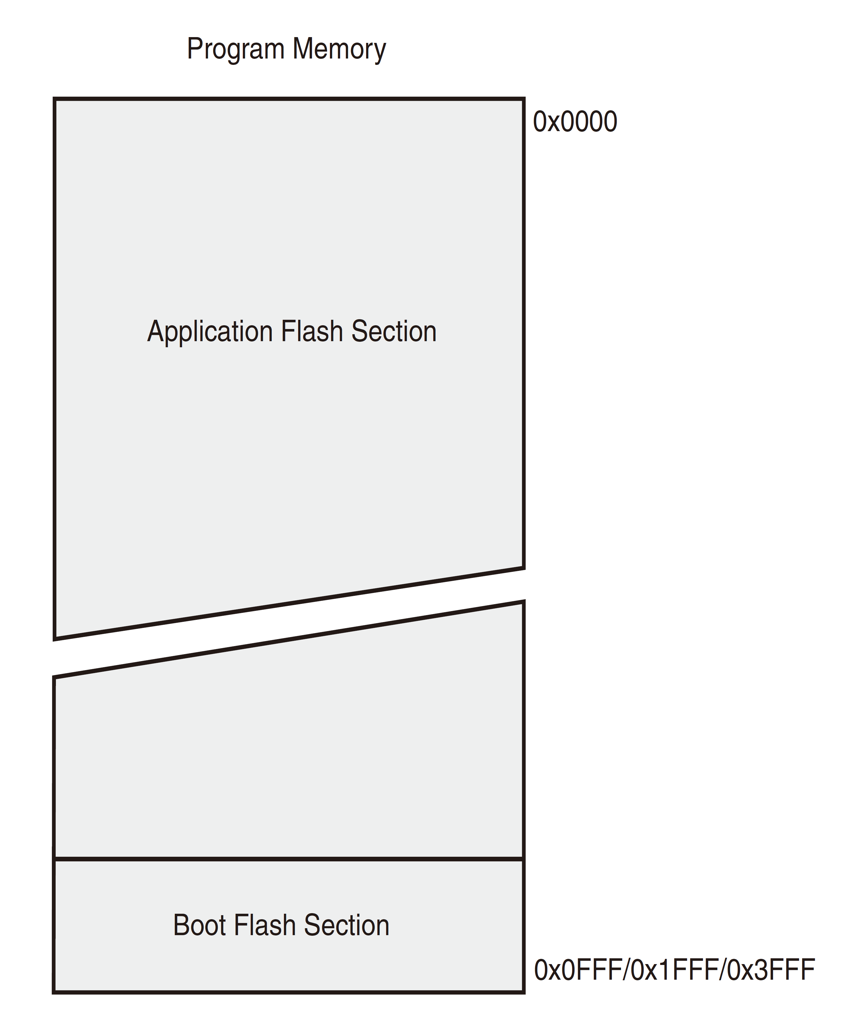 Program Memory
0x0000
Application Flash Section
Boot Flash Section
0x0FFF/0x1FFF/0x3FFF